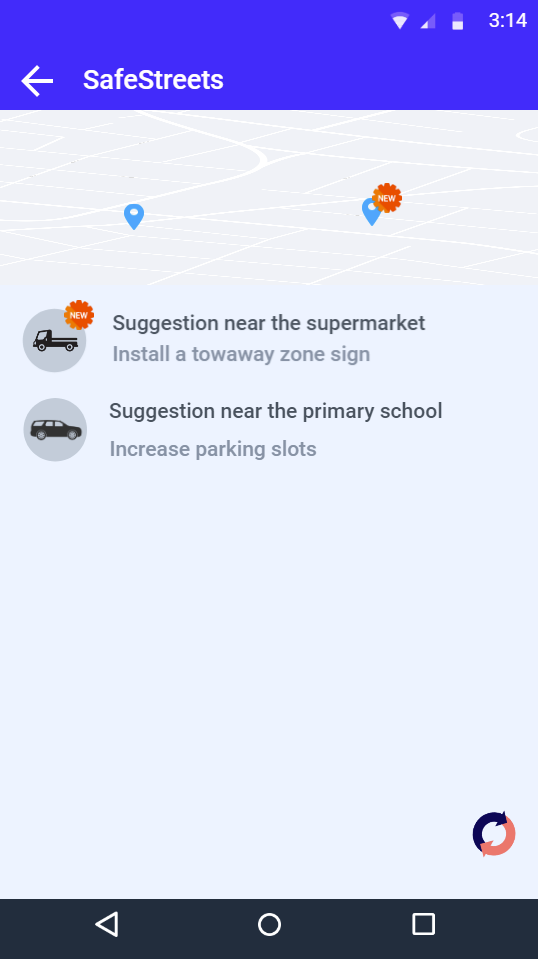 3:14
SafeStreets
NEW
NEW
Suggestion near the supermarket
Install a towaway zone sign
Suggestion near the primary school
Increase parking slots